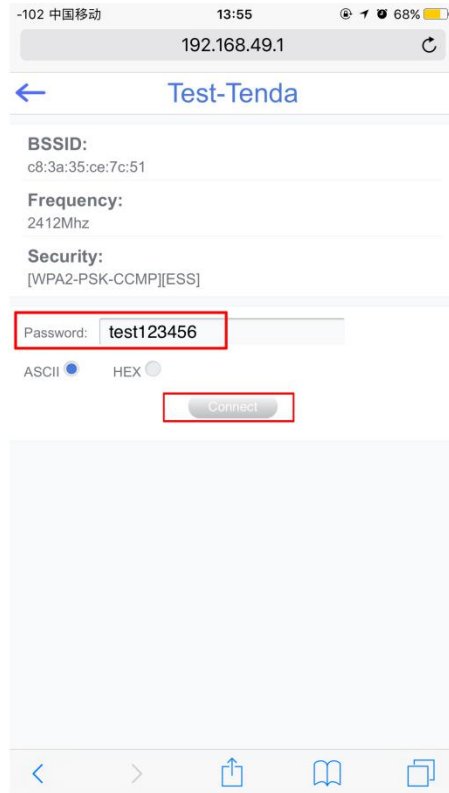 -102 中国移动 13:55 68%
192.168.49.1
Test-Tenda
BSSID:
c8:3a:35:ce:7c:51
Frequency:
2412Mhz
Security:
[WPA2-PSK-CCMP][ESS]
Password: test123456
ASCII HEX
Connect